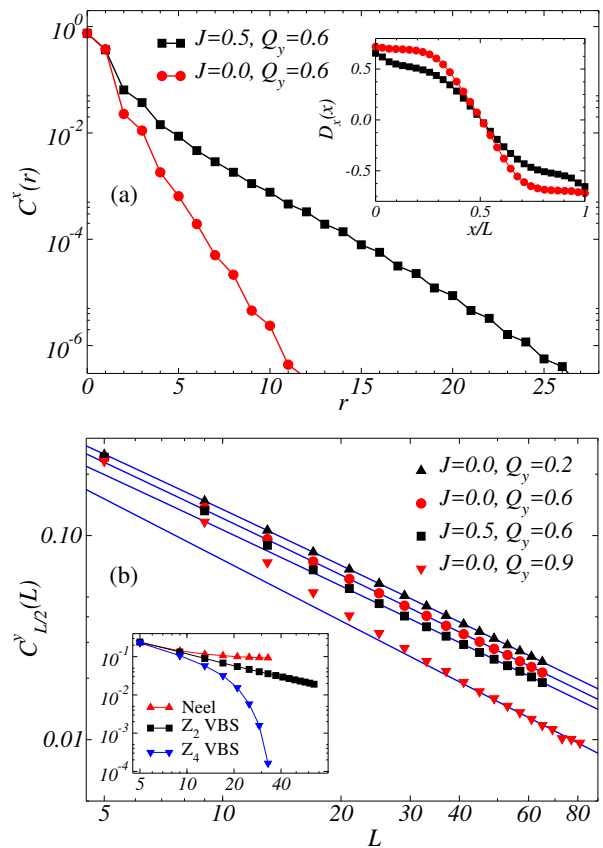 10^0
10^-2
10^-4
10^-6
C^x(r)
(a)
J=0.5, Q_y=0.6
J=0.0, Q_y=0.6
0.5
0.0
-0.5
D_x(x)
0
0.5
1
x/L
0
5
10
15
20
25
r
0.10
0.01
C^y_{L/2}(L)
(b)
J=0.0, Q_y=0.2
J=0.0, Q_y=0.6
J=0.5, Q_y=0.6
J=0.0, Q_y=0.9
10^-1
10^-2
10^-3
10^-4
Neel
Z_2 VBS
Z_4 VBS
5
10
20
40
5
10
20
30
40
60
80
L